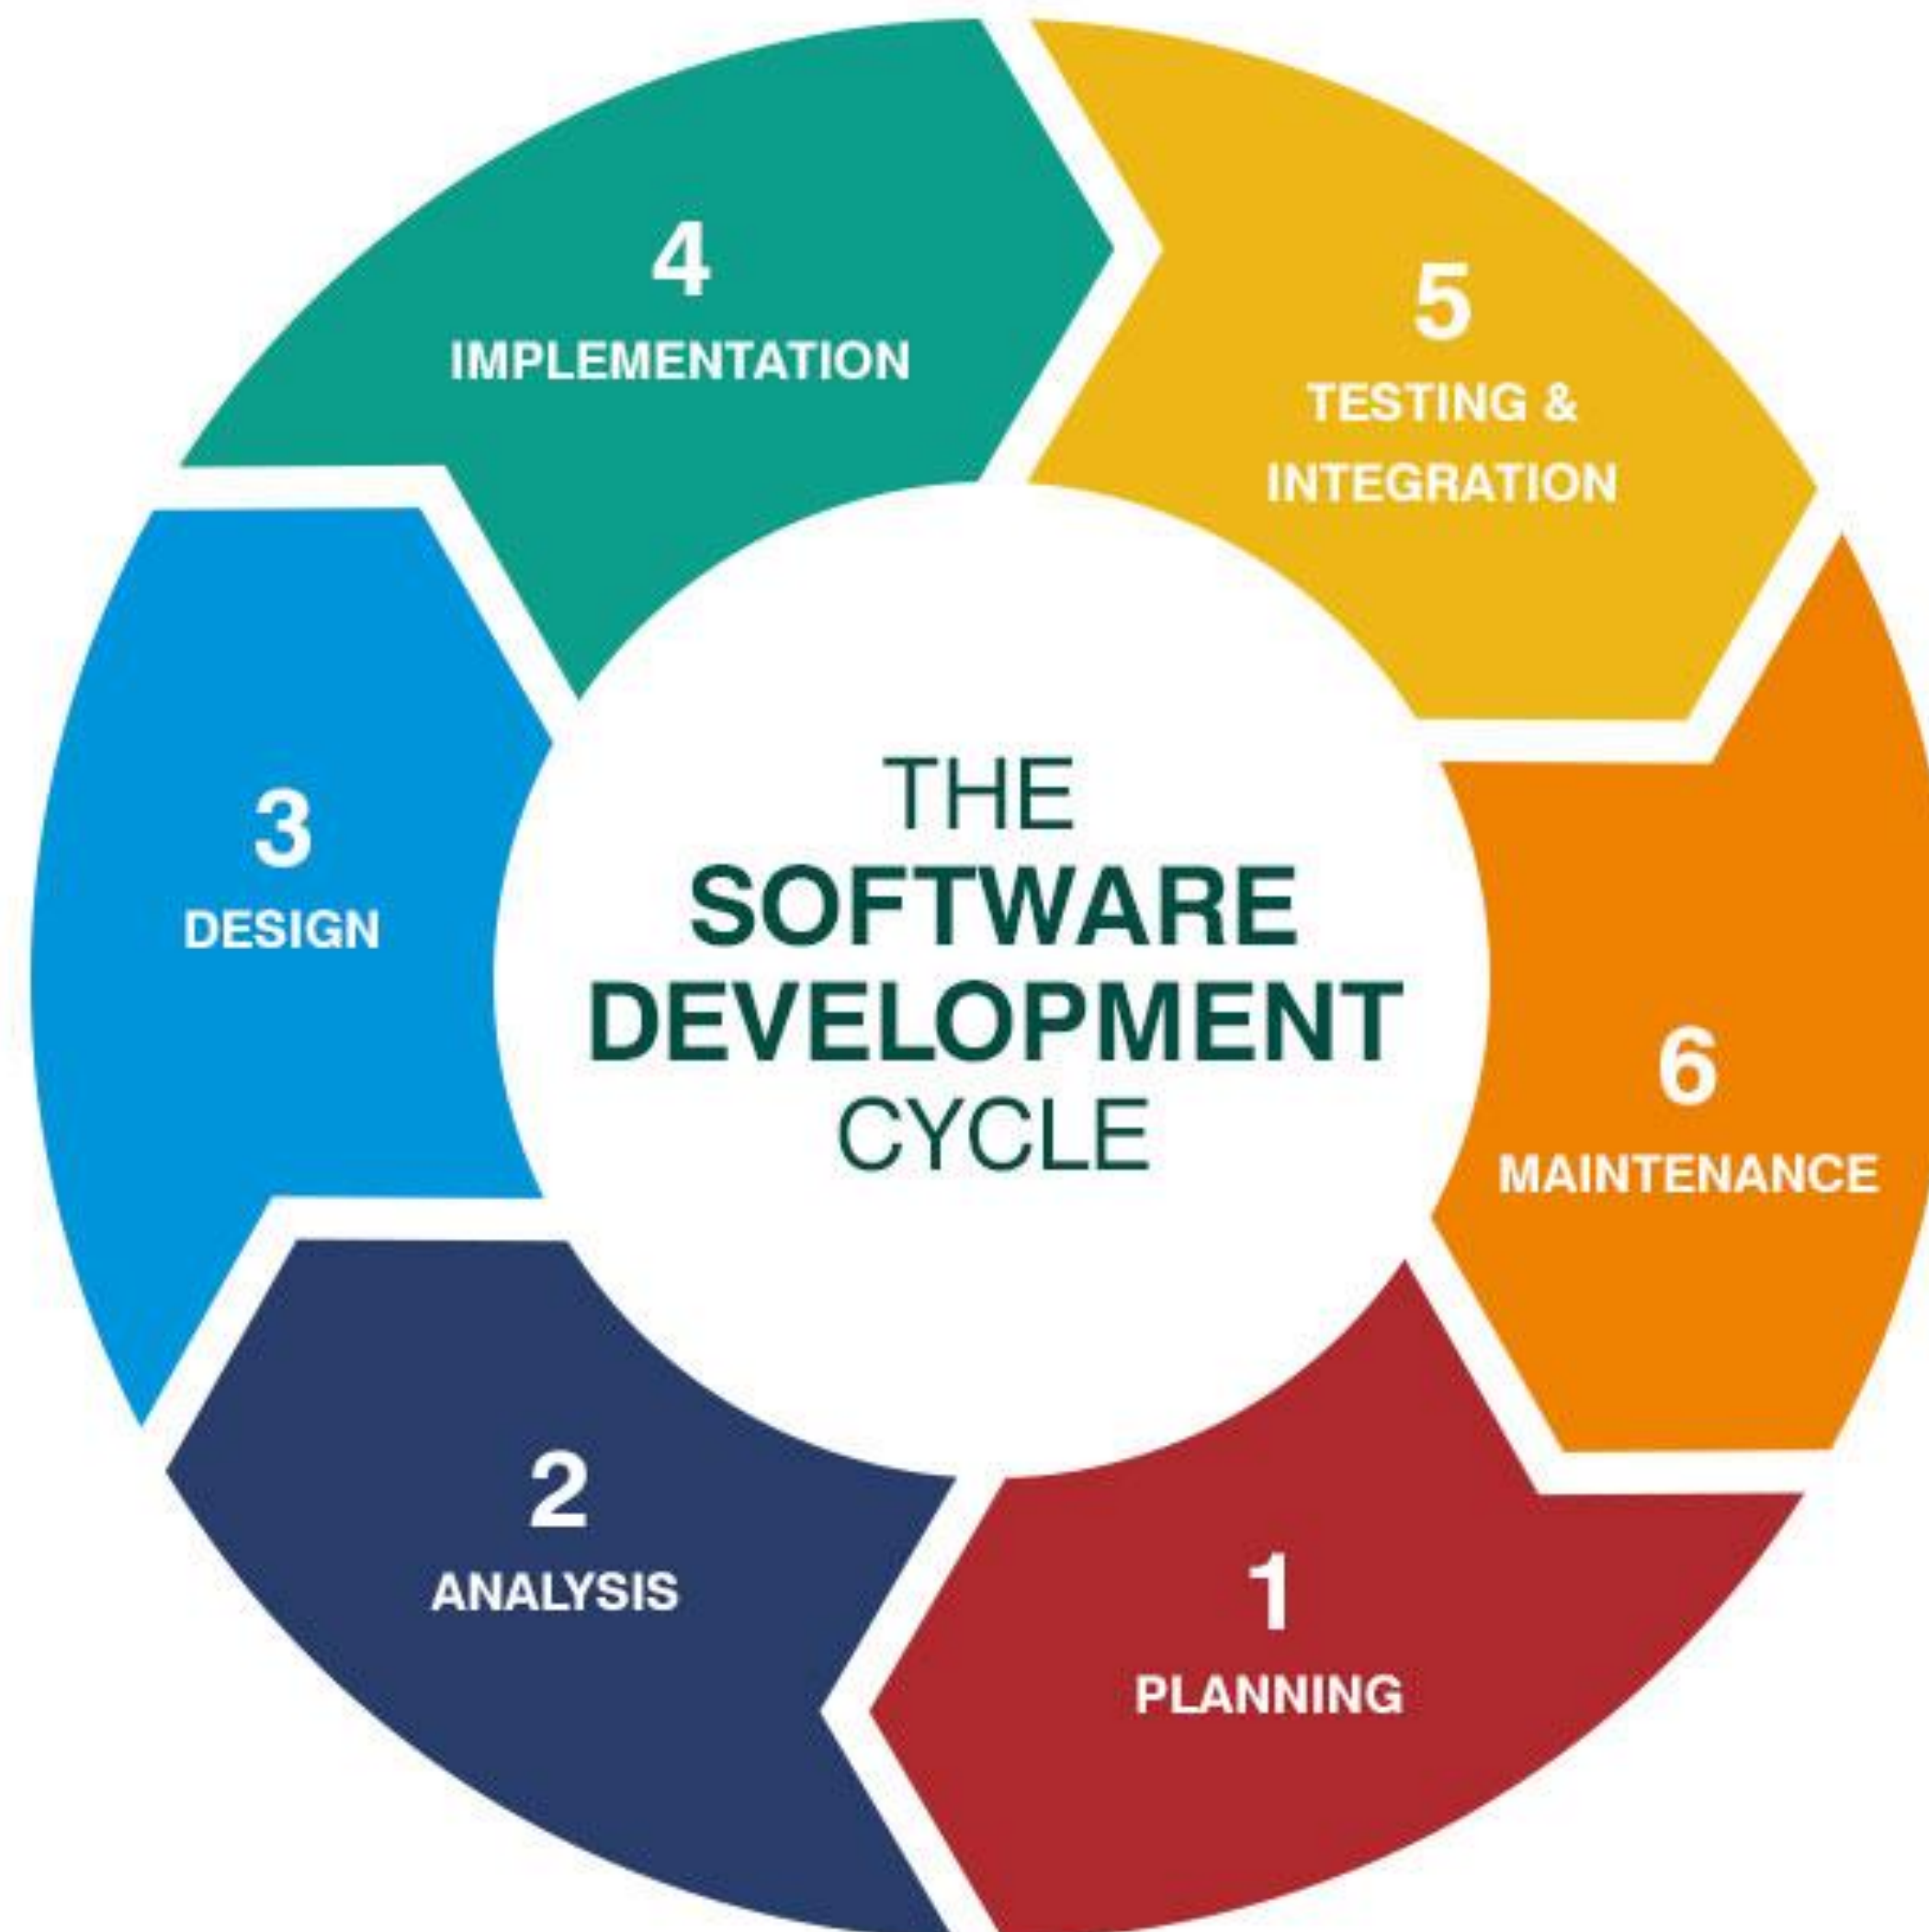 4
IMPLEMENTATION
5
TESTING &
INTEGRATION
3
DESIGN
THE
SOFTWARE
DEVELOPMENT
CYCLE
6
MAINTENANCE
2
ANALYSIS
1
PLANNING